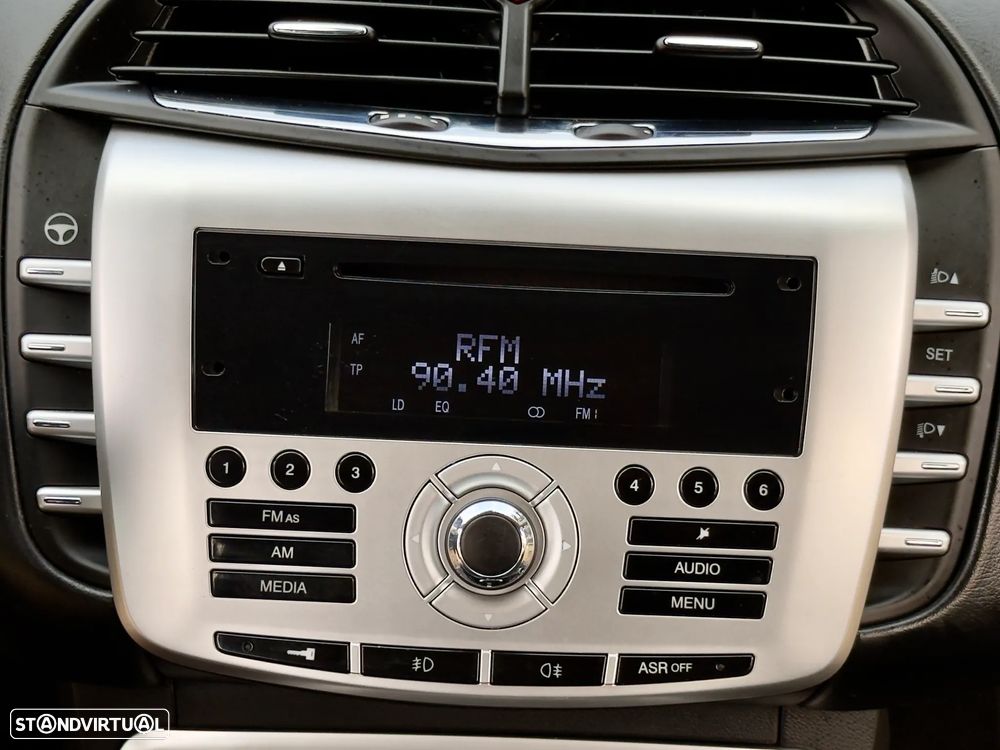 AF
RFM
TP
90.40 MHz
LD EQ FM1
SET
1 2 3
4 5 6
FM AS
AM
MEDIA
AUDIO
MENU
ASR OFF
STANDVIRTUAL